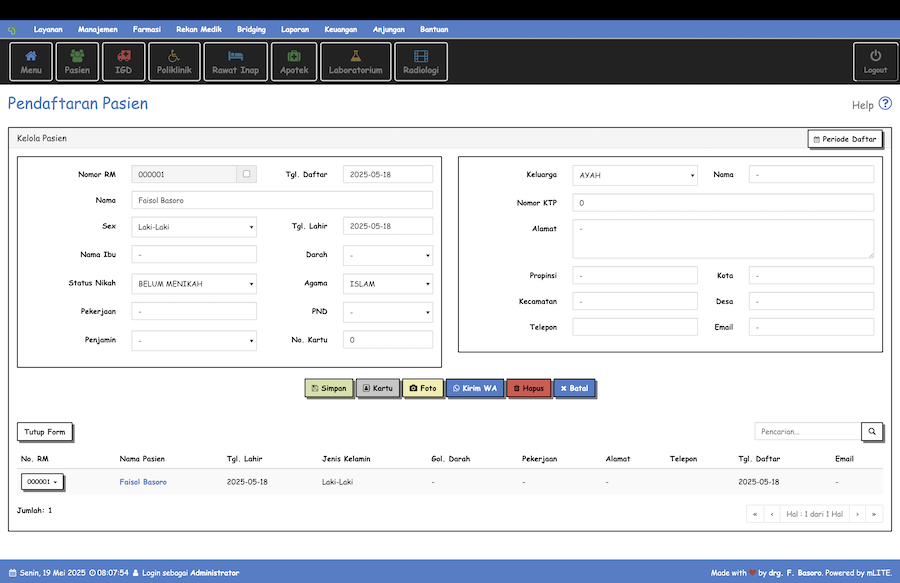 Layanan Manajemen Farmasi Rekan Medik Bridging Laporan Keuangan Anjungan Bantuan
Menu Pasien IGD Poliklinik Rawat Inap Apotek Laboratorium Radiologi Logout
Pendaftaran Pasien Help
Kelola Pasien Periode Daftar
Nomor RM 000001 Tgl. Daftar 2025-05-18
Nama Faisol Basoro
Sex Laki-Laki Tgl. Lahir 2025-05-18
Nama Ibu - Darah -
Status Nikah BELUM MENIKAH Agama ISLAM
Pekerjaan - PND -
Penjamin - No. Kartu 0
Keluarga AYAH Nama -
Nomor KTP 0
Alamat -
Propinsi - Kota -
Kecamatan - Desa -
Telepon Email -
Simpan Kartu Foto Kirim WA Hapus Batal
Tutup Form Pencarian...
No. RM Nama Pasien Tgl. Lahir Jenis Kelamin Gol. Darah Pekerjaan Alamat Telepon Tgl. Daftar Email
000001 Faisol Basoro 2025-05-18 Laki-Laki - - - 2025-05-18 -
Jumlah: 1 « ‹ Hal : 1 dari 1 Hal › »
Senin, 19 Mei 2025 08:07:54 Login sebagai Administrator Made with ❤ by drg. F. Basoro. Powered by mLITE.